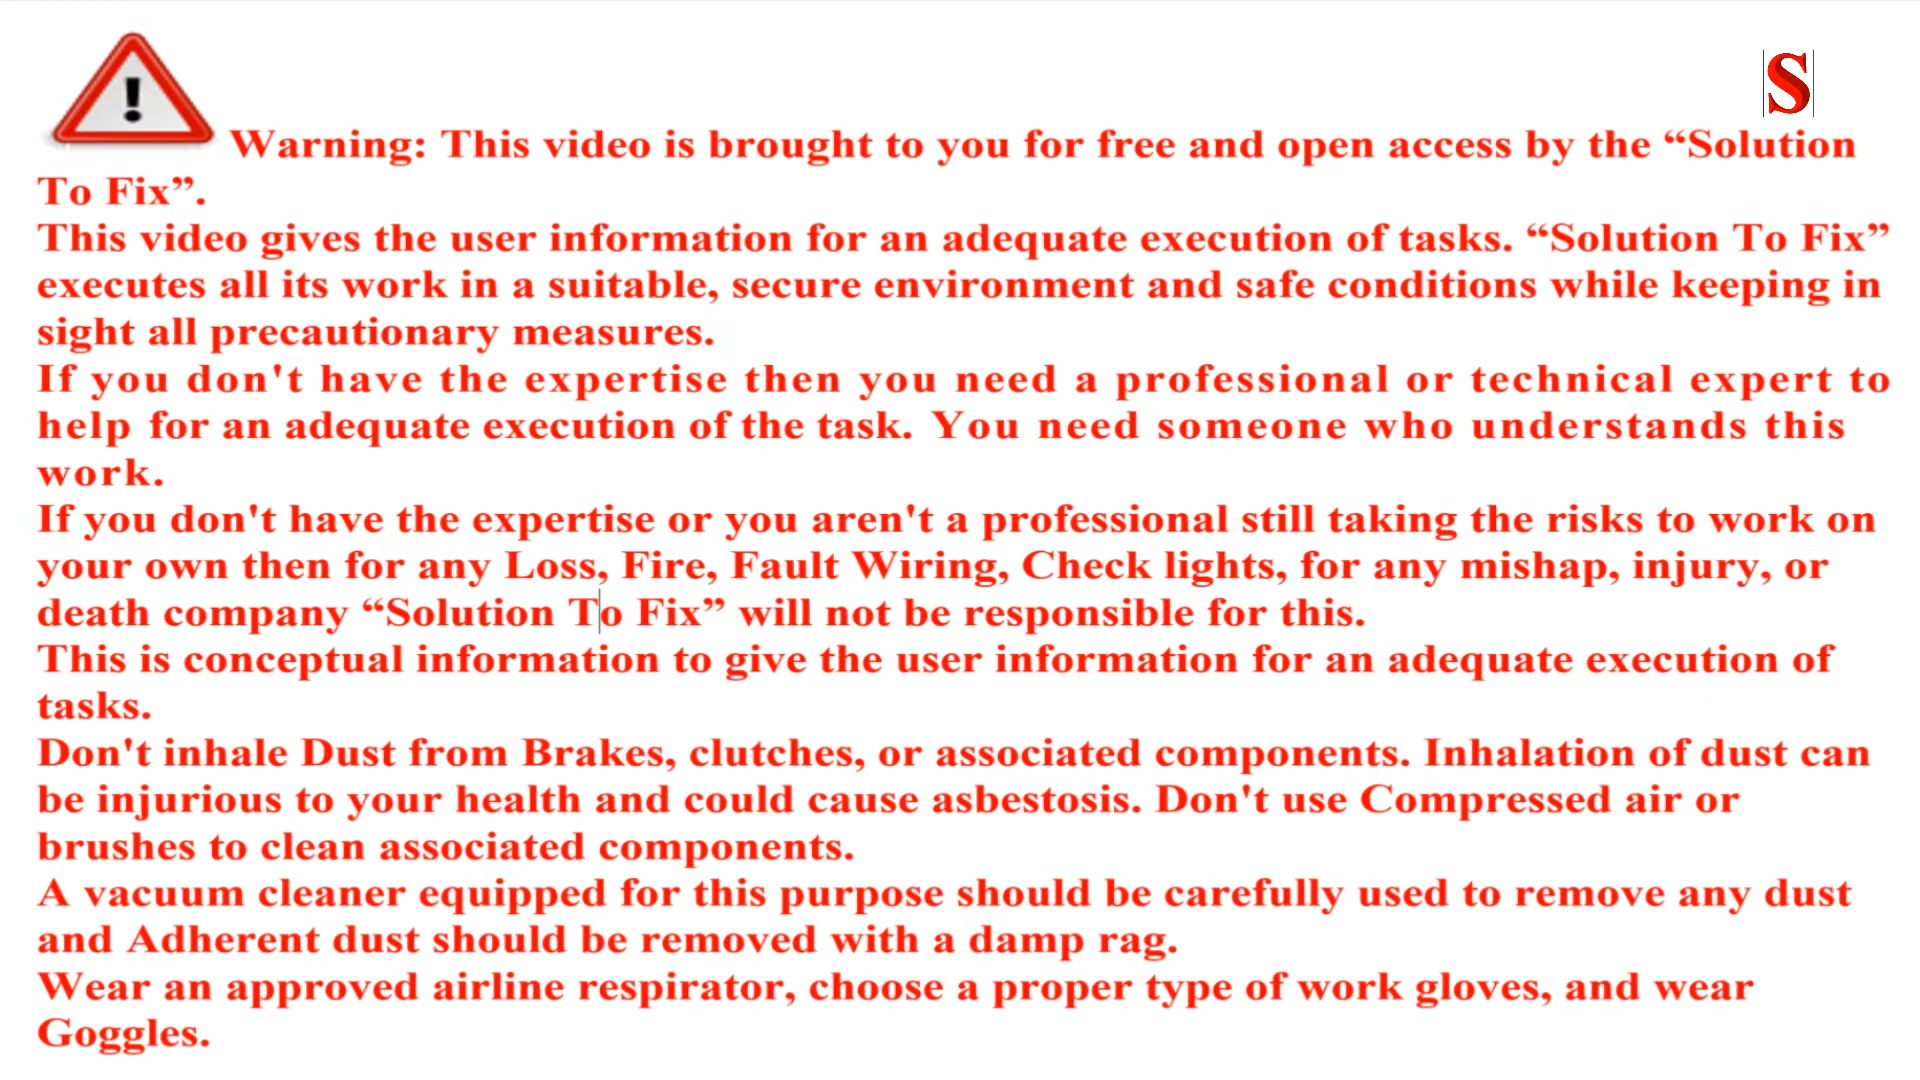 S
Warning: This video is brought to you for free and open access by the “Solution
To Fix”.
This video gives the user information for an adequate execution of tasks. “Solution To Fix”
executes all its work in a suitable, secure environment and safe conditions while keeping in
sight all precautionary measures.
If you don't have the expertise then you need a professional or technical expert to
help for an adequate execution of the task. You need someone who understands this
work.
If you don't have the expertise or you aren't a professional still taking the risks to work on
your own then for any Loss, Fire, Fault Wiring, Check lights, for any mishap, injury, or
death company “Solution To Fix” will not be responsible for this.
This is conceptual information to give the user information for an adequate execution of
tasks.
Don't inhale Dust from Brakes, clutches, or associated components. Inhalation of dust can
be injurious to your health and could cause asbestosis. Don't use Compressed air or
brushes to clean associated components.
A vacuum cleaner equipped for this purpose should be carefully used to remove any dust
and Adherent dust should be removed with a damp rag.
Wear an approved airline respirator, choose a proper type of work gloves, and wear
Goggles.